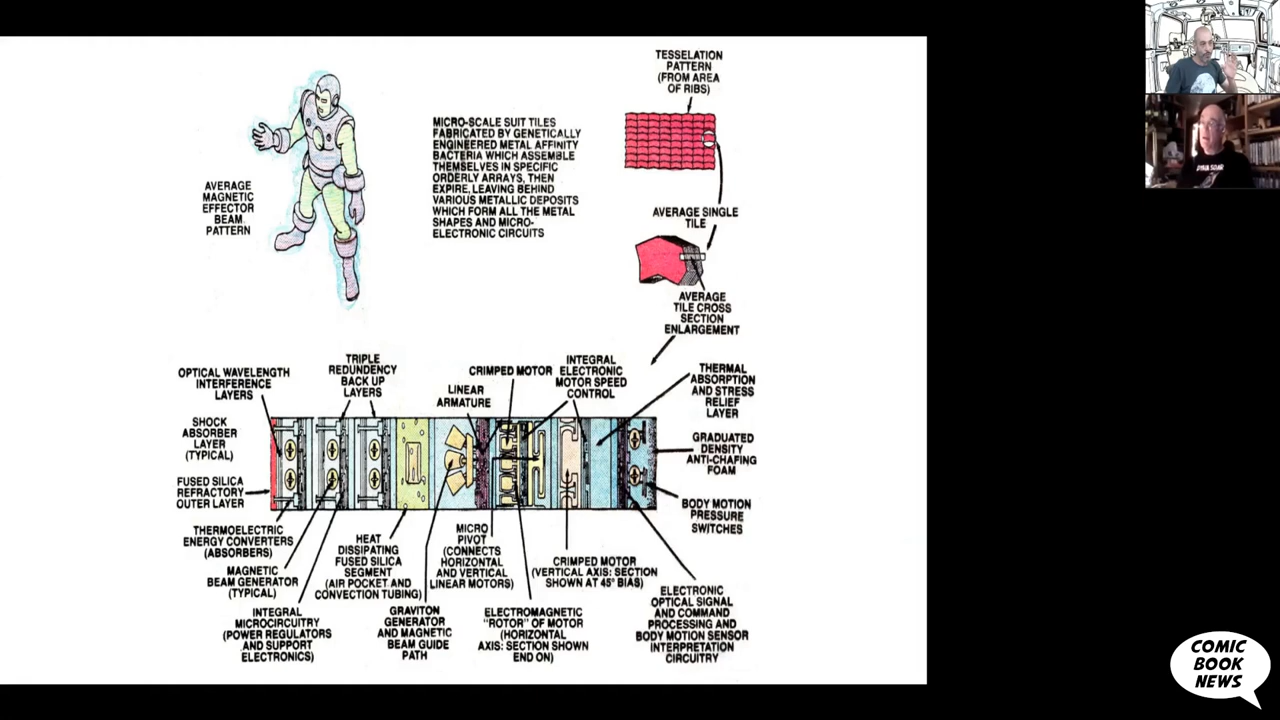 TESSELATION
PATTERN
(FROM AREA
OF RIBS)
MICRO-SCALE SUIT TILES
FABRICATED BY GENETICALLY
ENGINEERED METAL AFFINITY
BACTERIA WHICH ASSEMBLE
THEMSELVES IN SPECIFIC
ORDERLY ARRAYS, THEN
EXPIRE, LEAVING BEHIND
VARIOUS METALLIC DEPOSITS
WHICH FORM ALL THE METAL
SHAPES AND MICRO-
ELECTRONIC CIRCUITS
AVERAGE
MAGNETIC
EFFECTOR
BEAM
PATTERN
AVERAGE SINGLE
TILE
AVERAGE
TILE CROSS
SECTION
ENLARGEMENT
OPTICAL WAVELENGTH
INTERFERENCE
LAYERS
TRIPLE
REDUNDENCY
BACK UP
LAYERS
LINEAR
ARMATURE
CRIMPED MOTOR
INTEGRAL
ELECTRONIC
MOTOR SPEED
CONTROL
THERMAL
ABSORPTION
AND STRESS
RELIEF
LAYER
SHOCK
ABSORBER
LAYER
(TYPICAL)
GRADUATED
DENSITY
ANTI-CHAFING
FOAM
FUSED SILICA
REFRACTORY
OUTER LAYER
BODY MOTION
PRESSURE
SWITCHES
THERMOELECTRIC
ENERGY CONVERTERS
(ABSORBERS)
MAGNETIC
BEAM GENERATOR
(TYPICAL)
INTEGRAL
MICROCIRCUITRY
(POWER REGULATORS
AND SUPPORT
ELECTRONICS)
HEAT
DISSIPATING
FUSED SILICA
SEGMENT
(AIR POCKET AND
CONVECTION TUBING)
GRAVITON
GENERATOR
AND MAGNETIC
BEAM GUIDE
PATH
MICRO
PIVOT
(CONNECTS
HORIZONTAL
AND VERTICAL
LINEAR MOTORS)
ELECTROMAGNETIC
"ROTOR" OF MOTOR
(HORIZONTAL
AXIS: SECTION SHOWN
END ON)
CRIMPED MOTOR
(VERTICAL AXIS: SECTION
SHOWN AT 45° BIAS)
ELECTRONIC
OPTICAL SIGNAL
AND COMMAND
PROCESSING AND
BODY MOTION SENSOR
INTERPRETATION
CIRCUITRY
COMIC
BOOK
NEWS